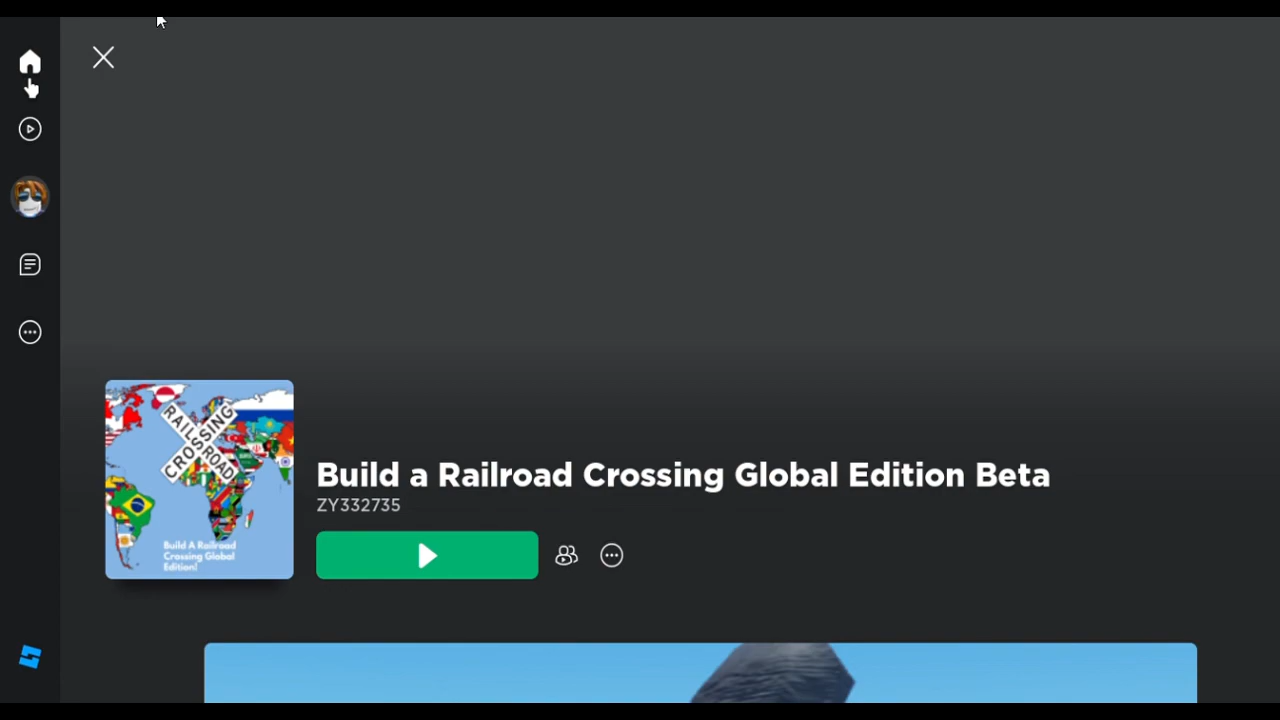 RAILROAD
CROSSING
Build a Railroad Crossing Global Edition Beta
ZY332735
Build A Railroad
Crossing Global
Edition!